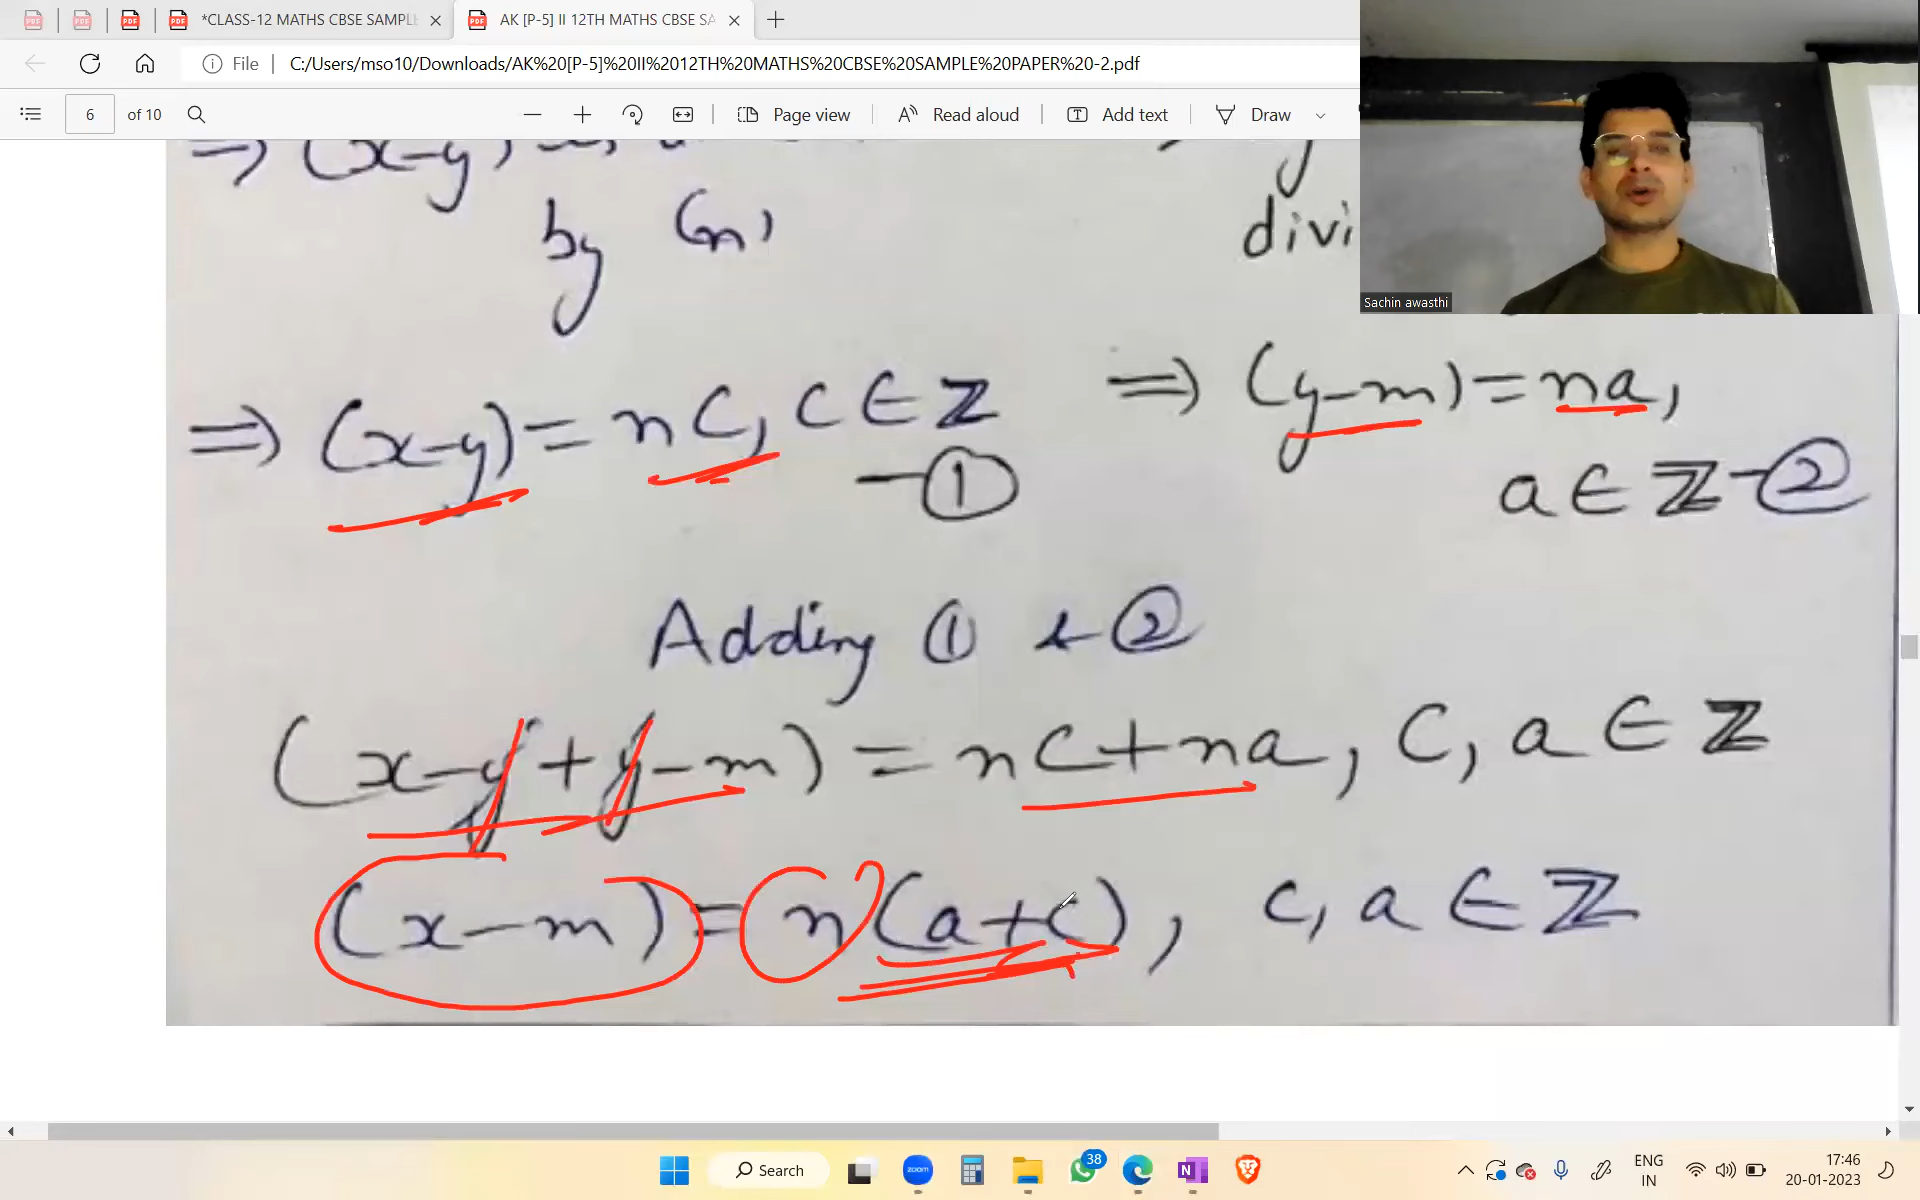 *CLASS-12 MATHS CBSE SAMPL
AK [P-5] II 12TH MATHS CBSE SA
File
C:/Users/mso10/Downloads/AK%20[P-5]%20II%2012TH%20MATHS%20CBSE%20SAMPLE%20PAPER%20-2.pdf
6 of 10
Page view
Read aloud
Add text
Draw
Sachin awasthi
⇒ (x-y)
by (n)
divi
⇒ (x-y) = nC, C ∈ ℤ -①
⇒ (y-m) = na,
a ∈ ℤ -②
Adding ① & ②
(x-y+y-m) = nC+na, C, a ∈ ℤ
(x-m) = n(a+c), c, a ∈ ℤ
Search
zoom
38
ENG
IN
17:46
20-01-2023